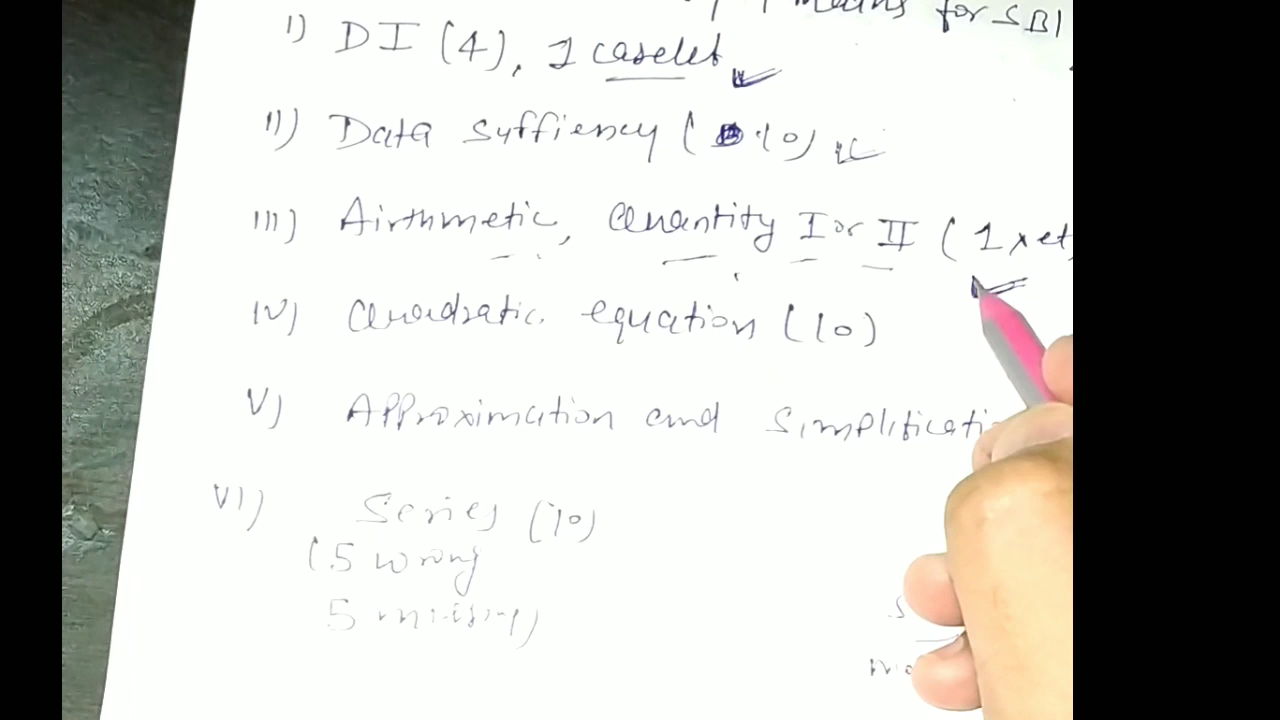 Means for SBI
I) DI (4), 1 caselet
II) Data Suffiency ( 10)
III) Airthmetic, Quantity I or II (1 set)
IV) Quadratic equation (10)
V) Approximation and Simplificati
VI) Series (10)
(5 wrong
5 missing)